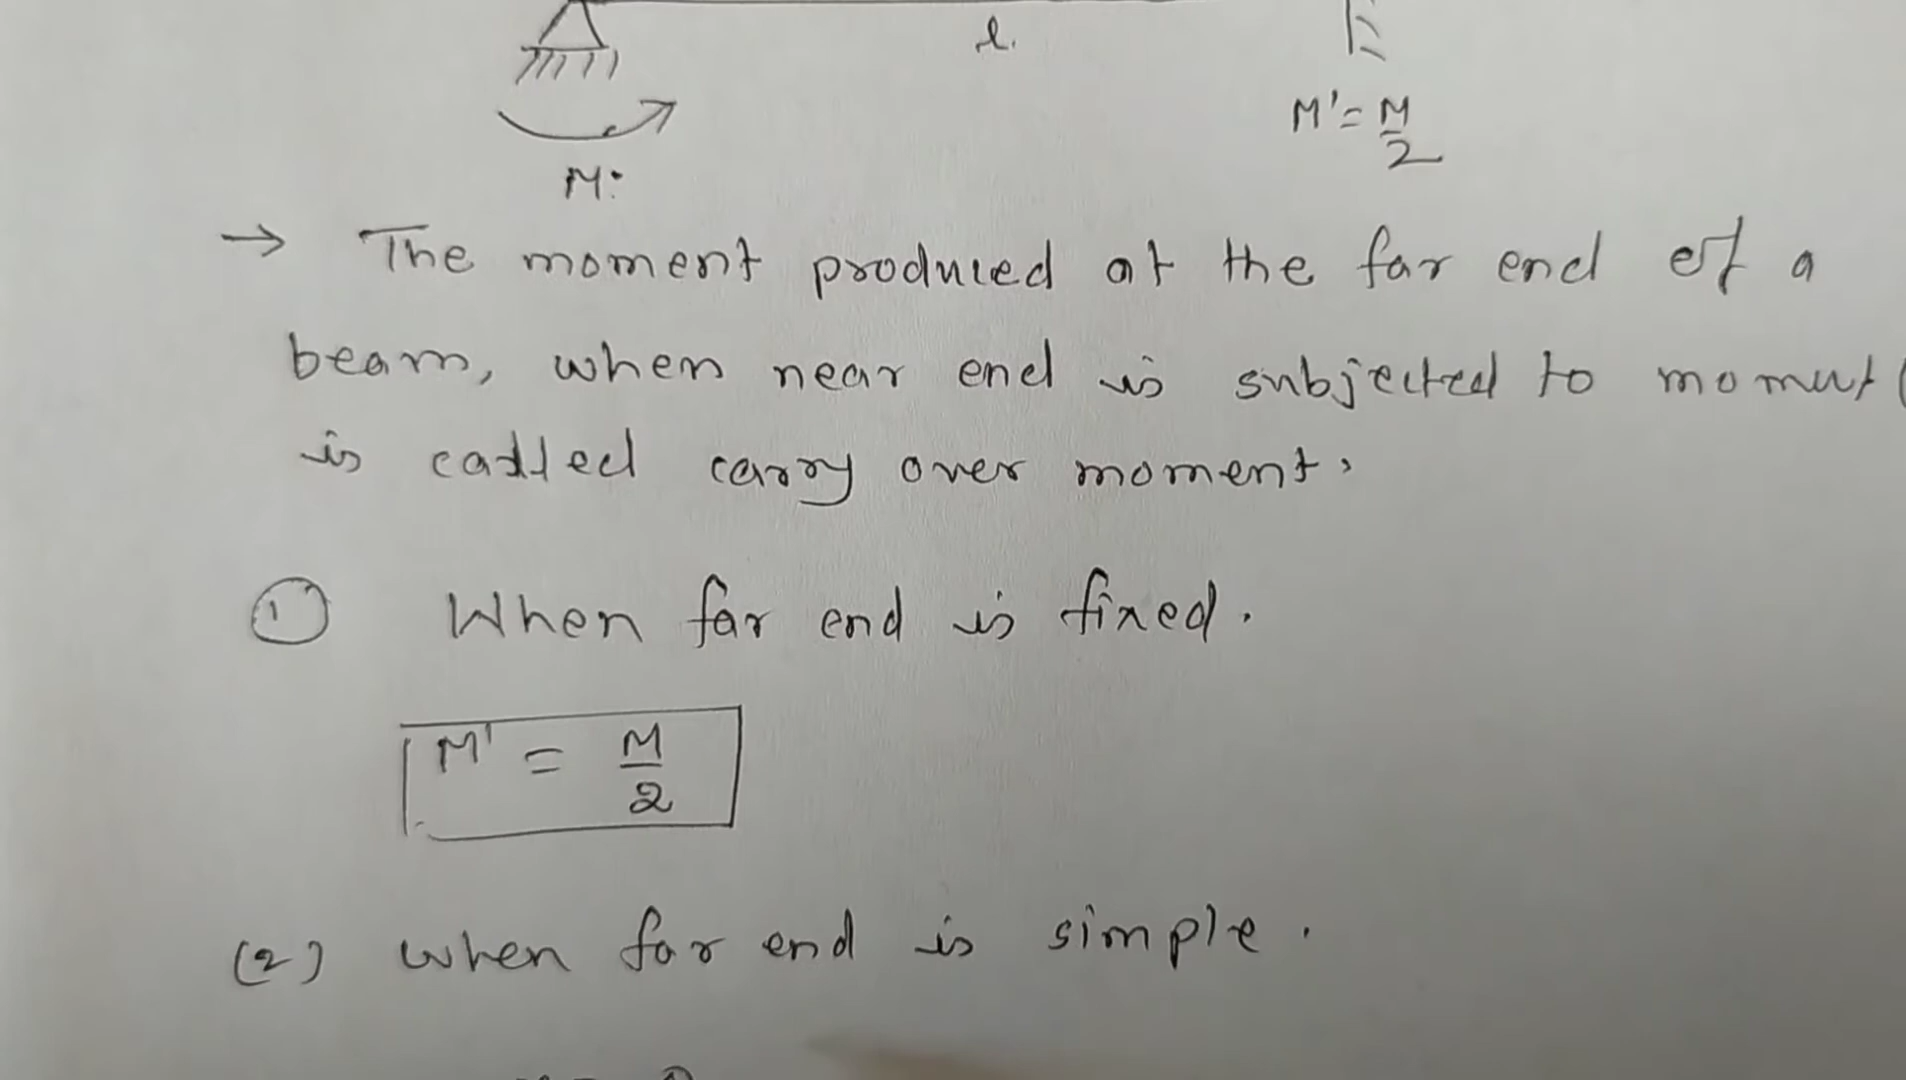 l.
M' = M/2
M:
→ The moment produced at the far end of a
beam, when near end is subjected to moment
is called carry over moment.
① When far end is fixed.
M' = M/2
(2) when far end is simple.